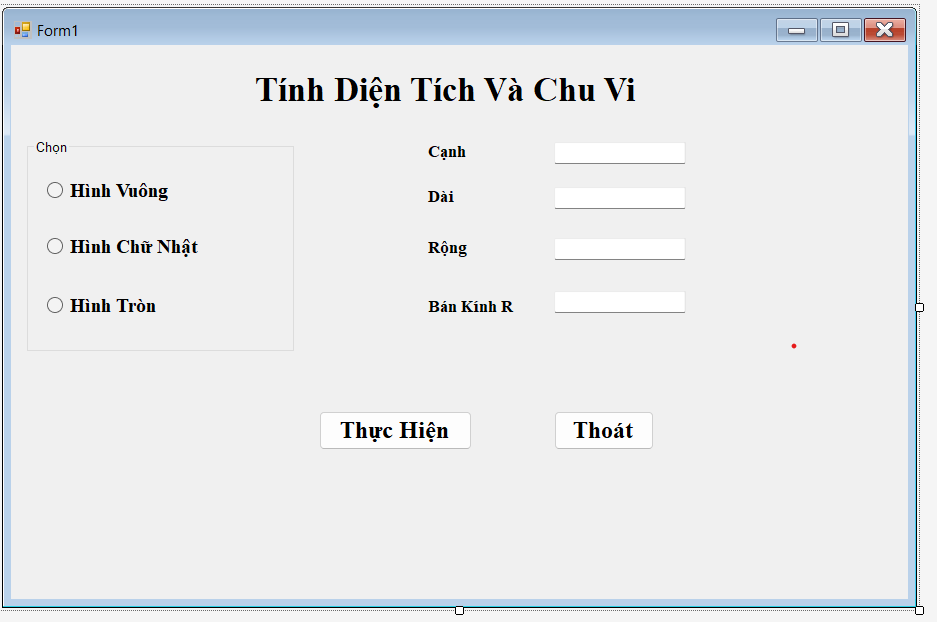 Form1
Tính Diện Tích Và Chu Vi
Chọn
Hình Vuông
Hình Chữ Nhật
Hình Tròn
Cạnh
Dài
Rộng
Bán Kính R
Thực Hiện
Thoát